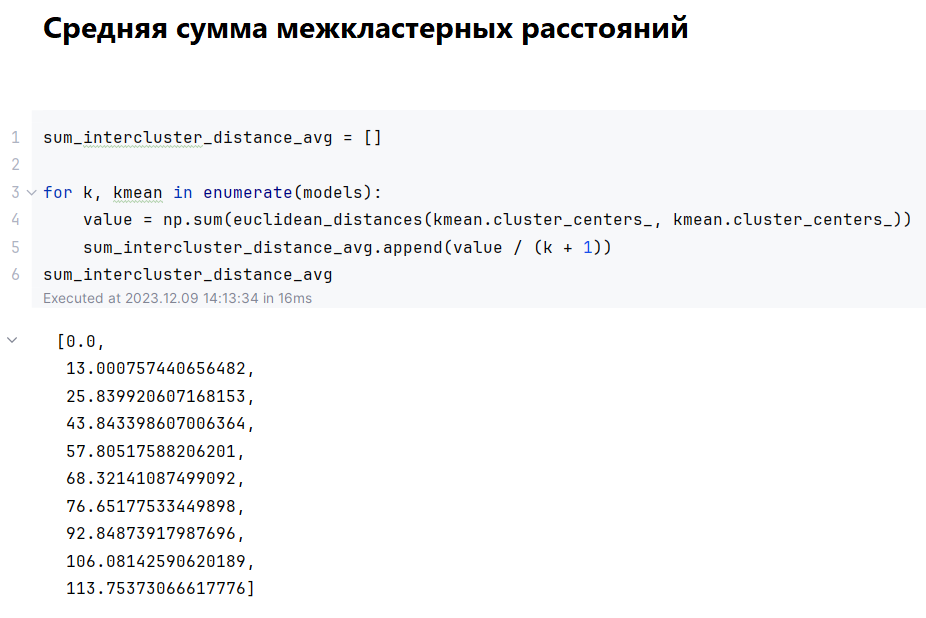 Средняя сумма межкластерных расстояний
1 sum_intercluster_distance_avg = []
2
3 for k, kmean in enumerate(models):
4     value = np.sum(euclidean_distances(kmean.cluster_centers_, kmean.cluster_centers_))
5     sum_intercluster_distance_avg.append(value / (k + 1))
6 sum_intercluster_distance_avg
Executed at 2023.12.09 14:13:34 in 16ms
[0.0,
 13.000757440656482,
 25.839920607168153,
 43.843398607006364,
 57.80517588206201,
 68.32141087499092,
 76.65177533449898,
 92.84873917987696,
 106.08142590620189,
 113.75373066617776]